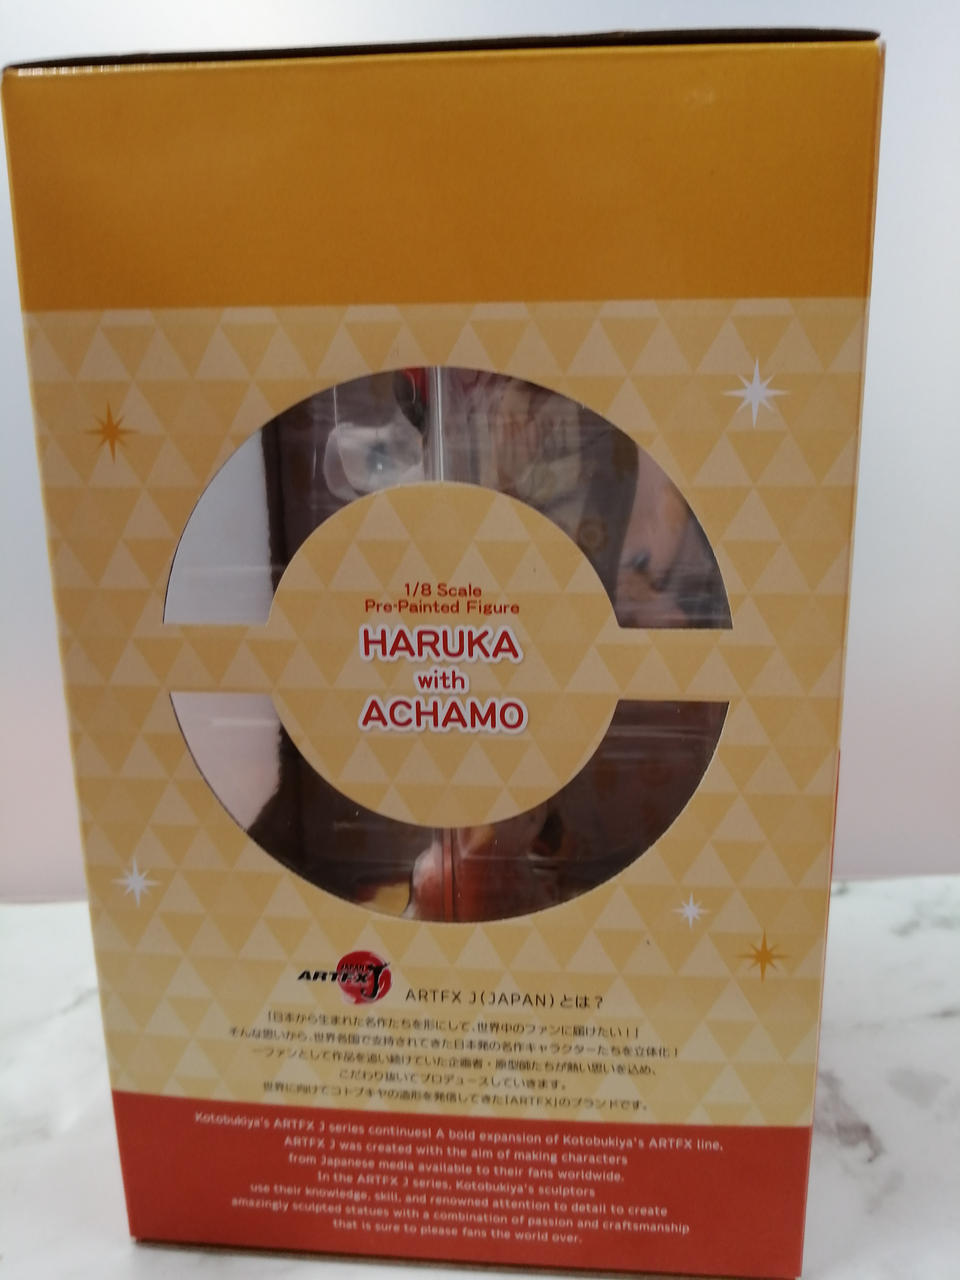 1/8 Scale
Pre-Painted Figure
HARUKA
with
ACHAMO
JAPAN
ARTFX J
ARTFX J(JAPAN)とは?
「日本から生まれた名作たちを形にして、世界中のファンに届けたい!」
そんな思いから、世界各国で支持されてきた日本発の名作キャラクターたちを立体化!
一ファンとして作品を追い続けていた企画者・原型師たちが熱い思いを込め、
こだわり抜いてプロデュースしていきます。
世界に向けてコトブキヤの造形を発信してきた「ARTFX」のブランドです。
Kotobukiya's ARTFX J series continues! A bold expansion of Kotobukiya's ARTFX line,
ARTFX J was created with the aim of making characters
from Japanese media available to their fans worldwide.
In the ARTFX J series, Kotobukiya's sculptors
use their knowledge, skill, and renowned attention to detail to create
amazingly sculpted statues with a combination of passion and craftsmanship
that is sure to please fans the world over.